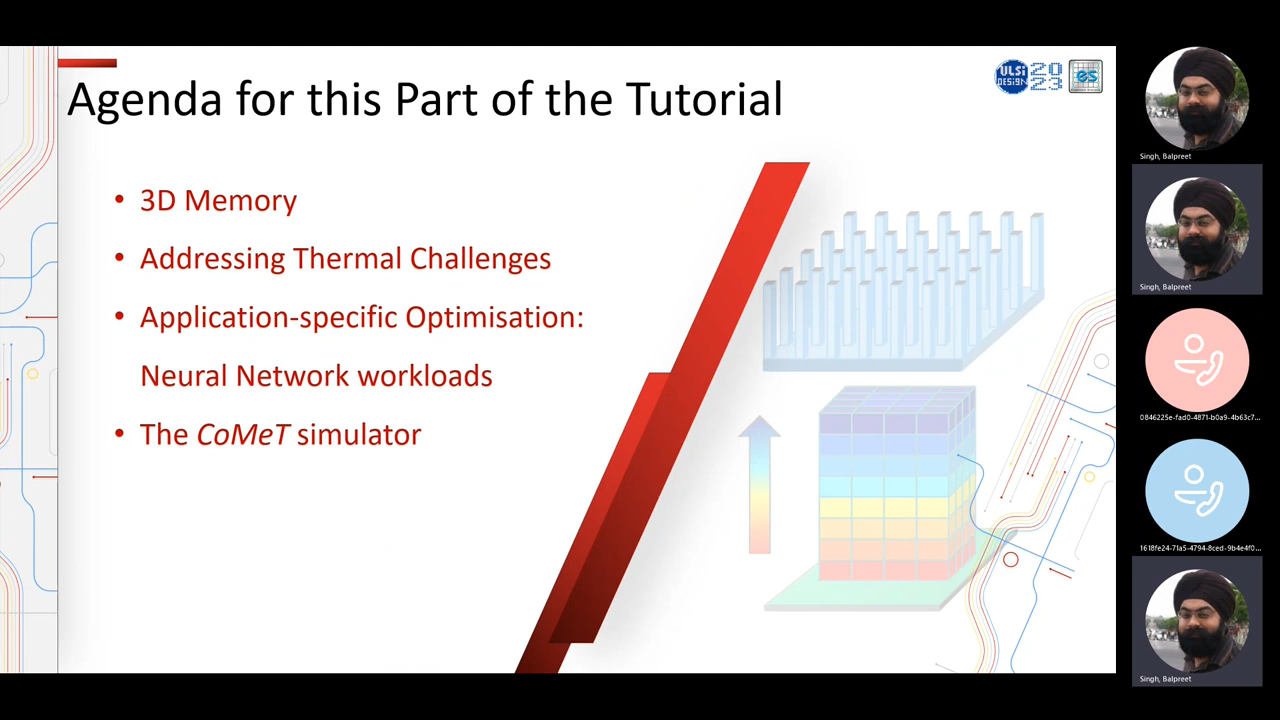 Agenda for this Part of the Tutorial
VLSI DESIGN 2023 es
• 3D Memory
• Addressing Thermal Challenges
• Application-specific Optimisation:
Neural Network workloads
• The CoMeT simulator
Singh, Balpreet
Singh, Balpreet
0846225e-fad0-4871-b0a9-4b63c7...
1618fe24-71a5-4794-8ced-9b4e4f0...
Singh, Balpreet